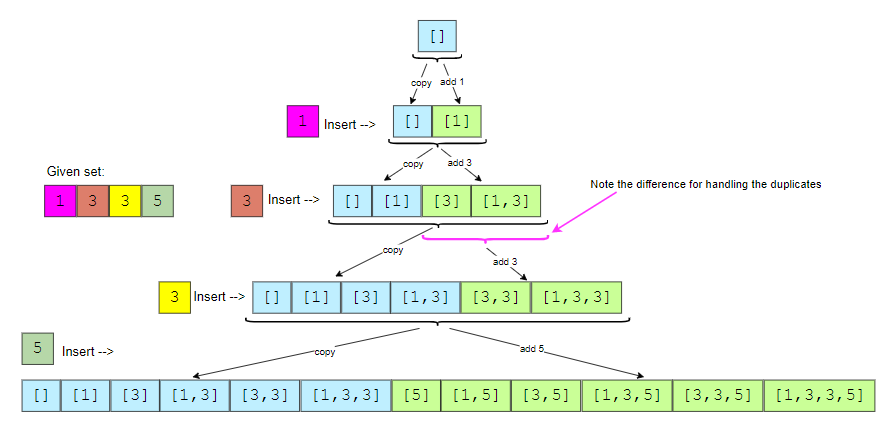 []
copy add 1
1 Insert --> [] [1]
copy add 3
Given set:
1 3 3 5
3 Insert --> [] [1] [3] [1,3]
Note the difference for handling the duplicates
copy
add 3
3 Insert --> [] [1] [3] [1,3] [3,3] [1,3,3]
5 Insert -->
copy add 5
[] [1] [3] [1,3] [3,3] [1,3,3] [5] [1,5] [3,5] [1,3,5] [3,3,5] [1,3,3,5]